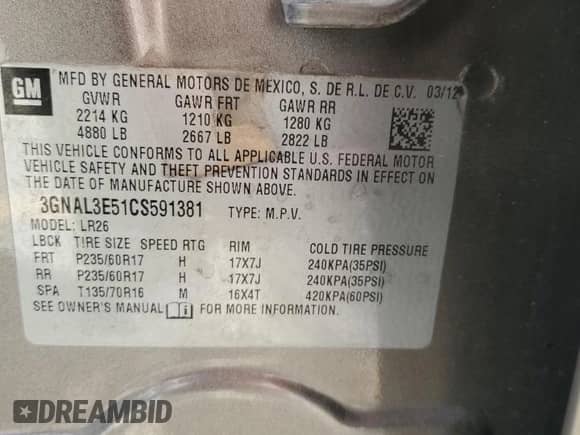 GM
MFD BY GENERAL MOTORS DE MEXICO, S. DE R.L. DE C.V. 03/12
GVWR GAWR FRT GAWR RR
2214 KG 1210 KG 1280 KG
4880 LB 2667 LB 2822 LB
THIS VEHICLE CONFORMS TO ALL APPLICABLE U.S. FEDERAL MOTOR
VEHICLE SAFETY AND THEFT PREVENTION STANDARDS IN EFFECT ON
THE DATE OF MANUFACTURE SHOWN ABOVE.
3GNAL3E51CS591381 TYPE: M.P.V.
MODEL: LR26
LBCK TIRE SIZE SPEED RTG RIM COLD TIRE PRESSURE
FRT P235/60R17 H 17X7J 240KPA(35PSI)
RR P235/60R17 H 17X7J 240KPA(35PSI)
SPA T135/70R16 M 16X4T 420KPA(60PSI)
SEE OWNER'S MANUAL i FOR MORE INFORMATION.
DREAMBID